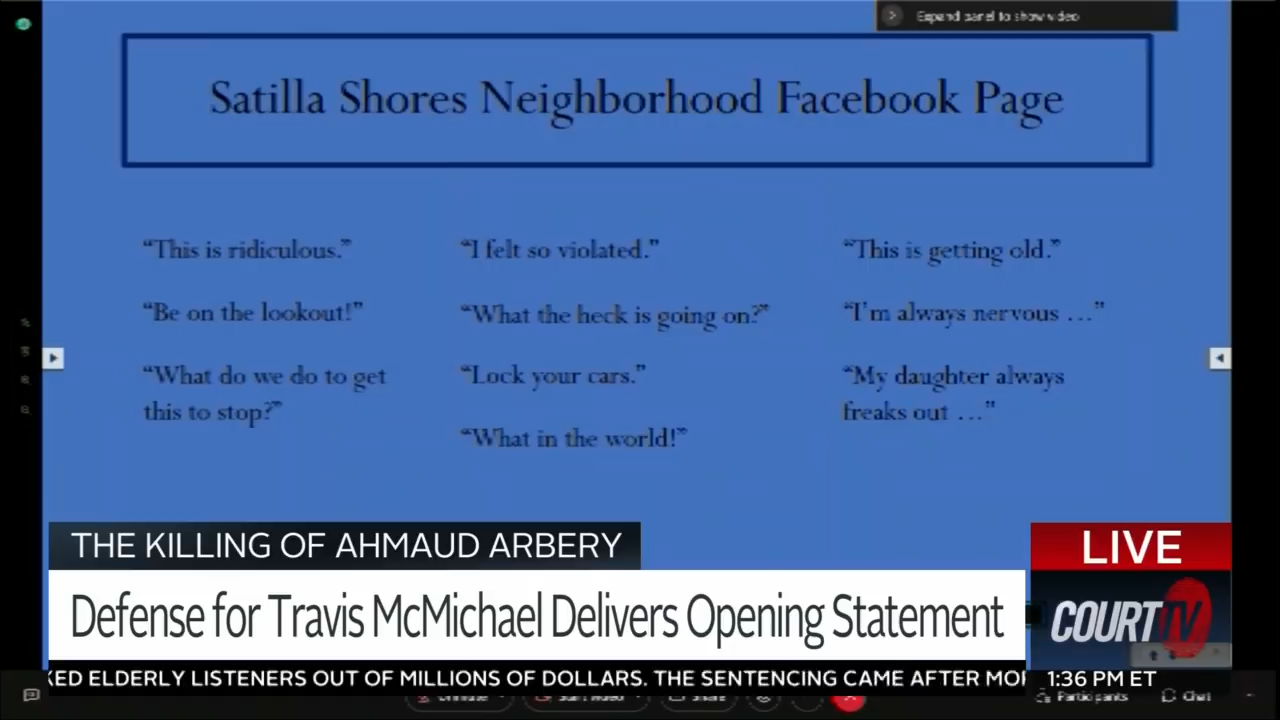 Expand panel to show video
Satilla Shores Neighborhood Facebook Page
“This is ridiculous.”
“Be on the lookout!”
“What do we do to get
this to stop?”
“I felt so violated.”
“What the heck is going on?”
“Lock your cars.”
“What in the world!”
“This is getting old.”
“I'm always nervous …”
“My daughter always
freaks out …”
THE KILLING OF AHMAUD ARBERY
LIVE
Defense for Travis McMichael Delivers Opening Statement
COURT TV
KED ELDERLY LISTENERS OUT OF MILLIONS OF DOLLARS. THE SENTENCING CAME AFTER
1:36 PM ET
Participants
Chat